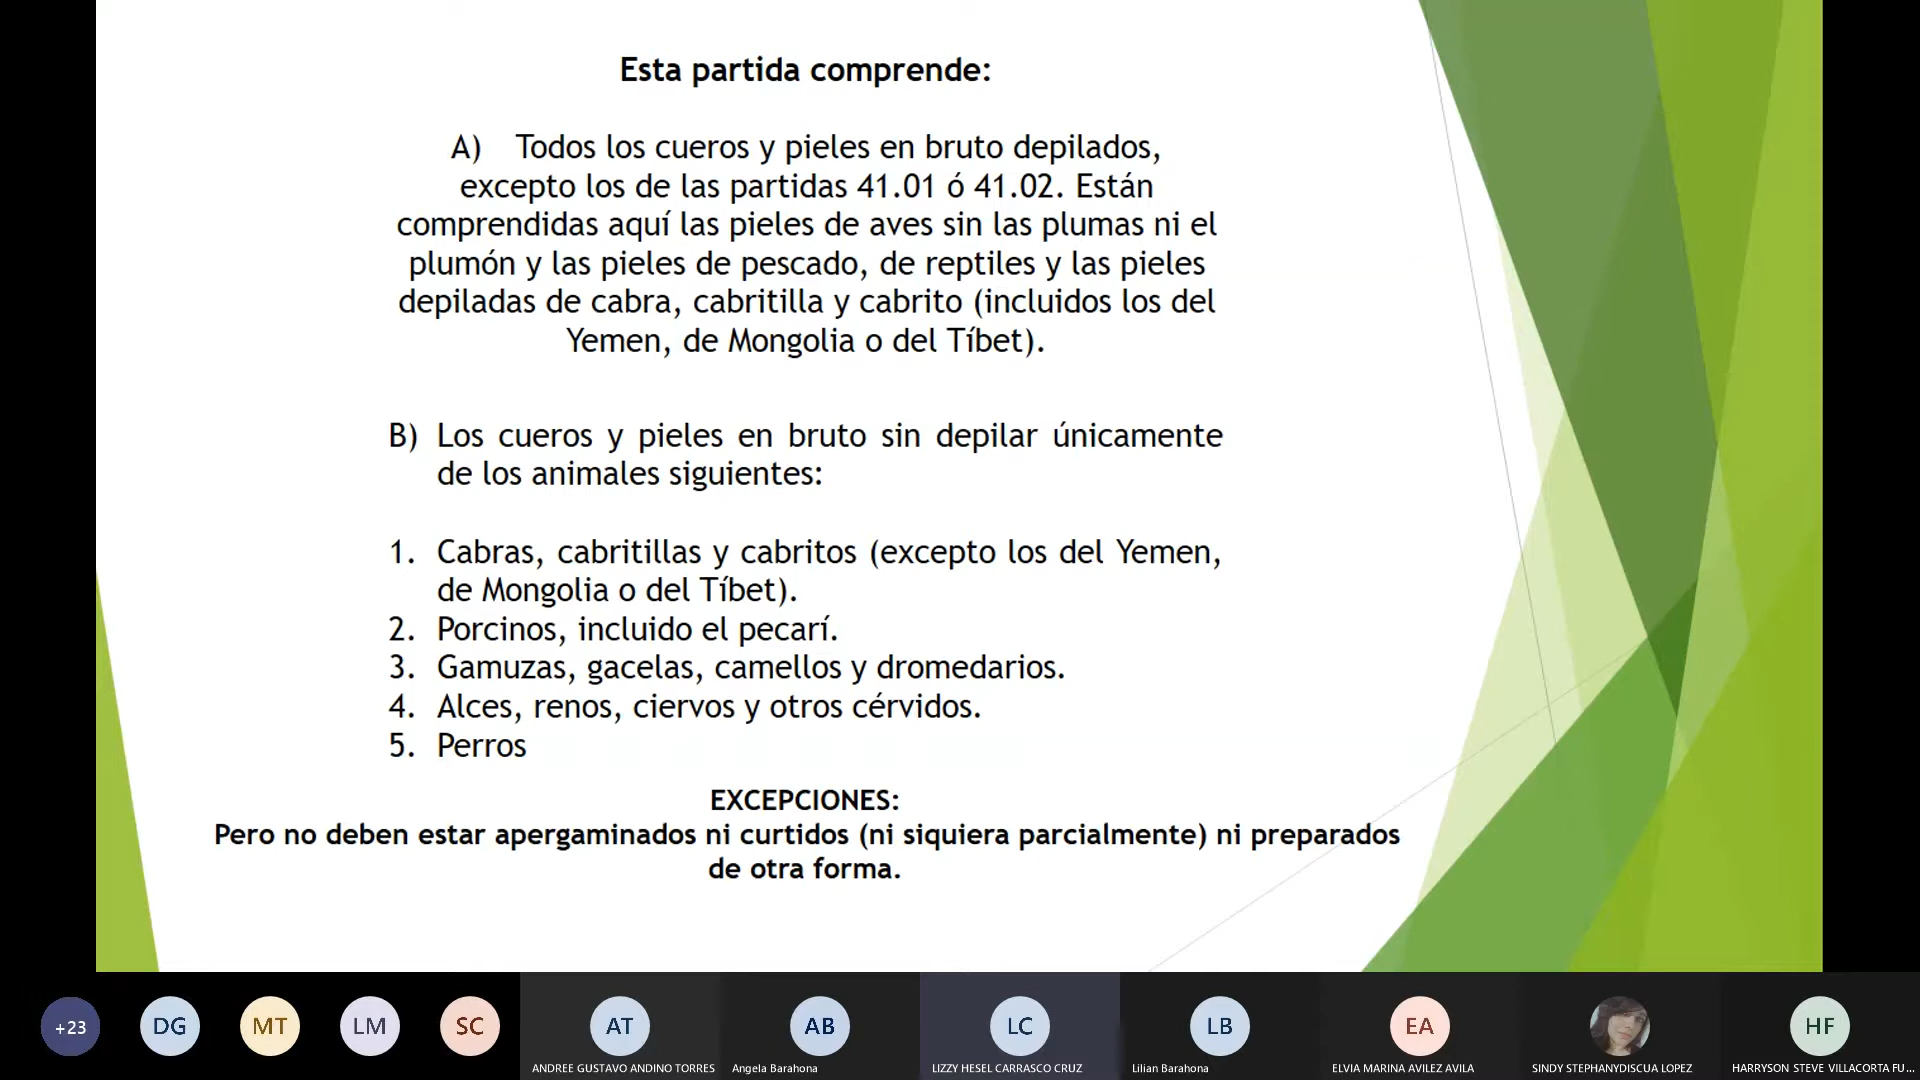 Esta partida comprende:
A) Todos los cueros y pieles en bruto depilados,
excepto los de las partidas 41.01 ó 41.02. Están
comprendidas aquí las pieles de aves sin las plumas ni el
plumón y las pieles de pescado, de reptiles y las pieles
depiladas de cabra, cabritilla y cabrito (incluidos los del
Yemen, de Mongolia o del Tíbet).
B) Los cueros y pieles en bruto sin depilar únicamente
de los animales siguientes:
1. Cabras, cabritillas y cabritos (excepto los del Yemen,
de Mongolia o del Tíbet).
2. Porcinos, incluido el pecarí.
3. Gamuzas, gacelas, camellos y dromedarios.
4. Alces, renos, ciervos y otros cérvidos.
5. Perros
EXCEPCIONES:
Pero no deben estar apergaminados ni curtidos (ni siquiera parcialmente) ni preparados
de otra forma.
+23 DG MT LM SC AT AB LC LB EA HF
ANDREE GUSTAVO ANDINO TORRES Angela Barahona LIZZY HESEL CARRASCO CRUZ Lilian Barahona ELVIA MARINA AVILEZ AVILA SINDY STEPHANYDISCUA LOPEZ HARRYSON STEVE VILLACORTA FU...